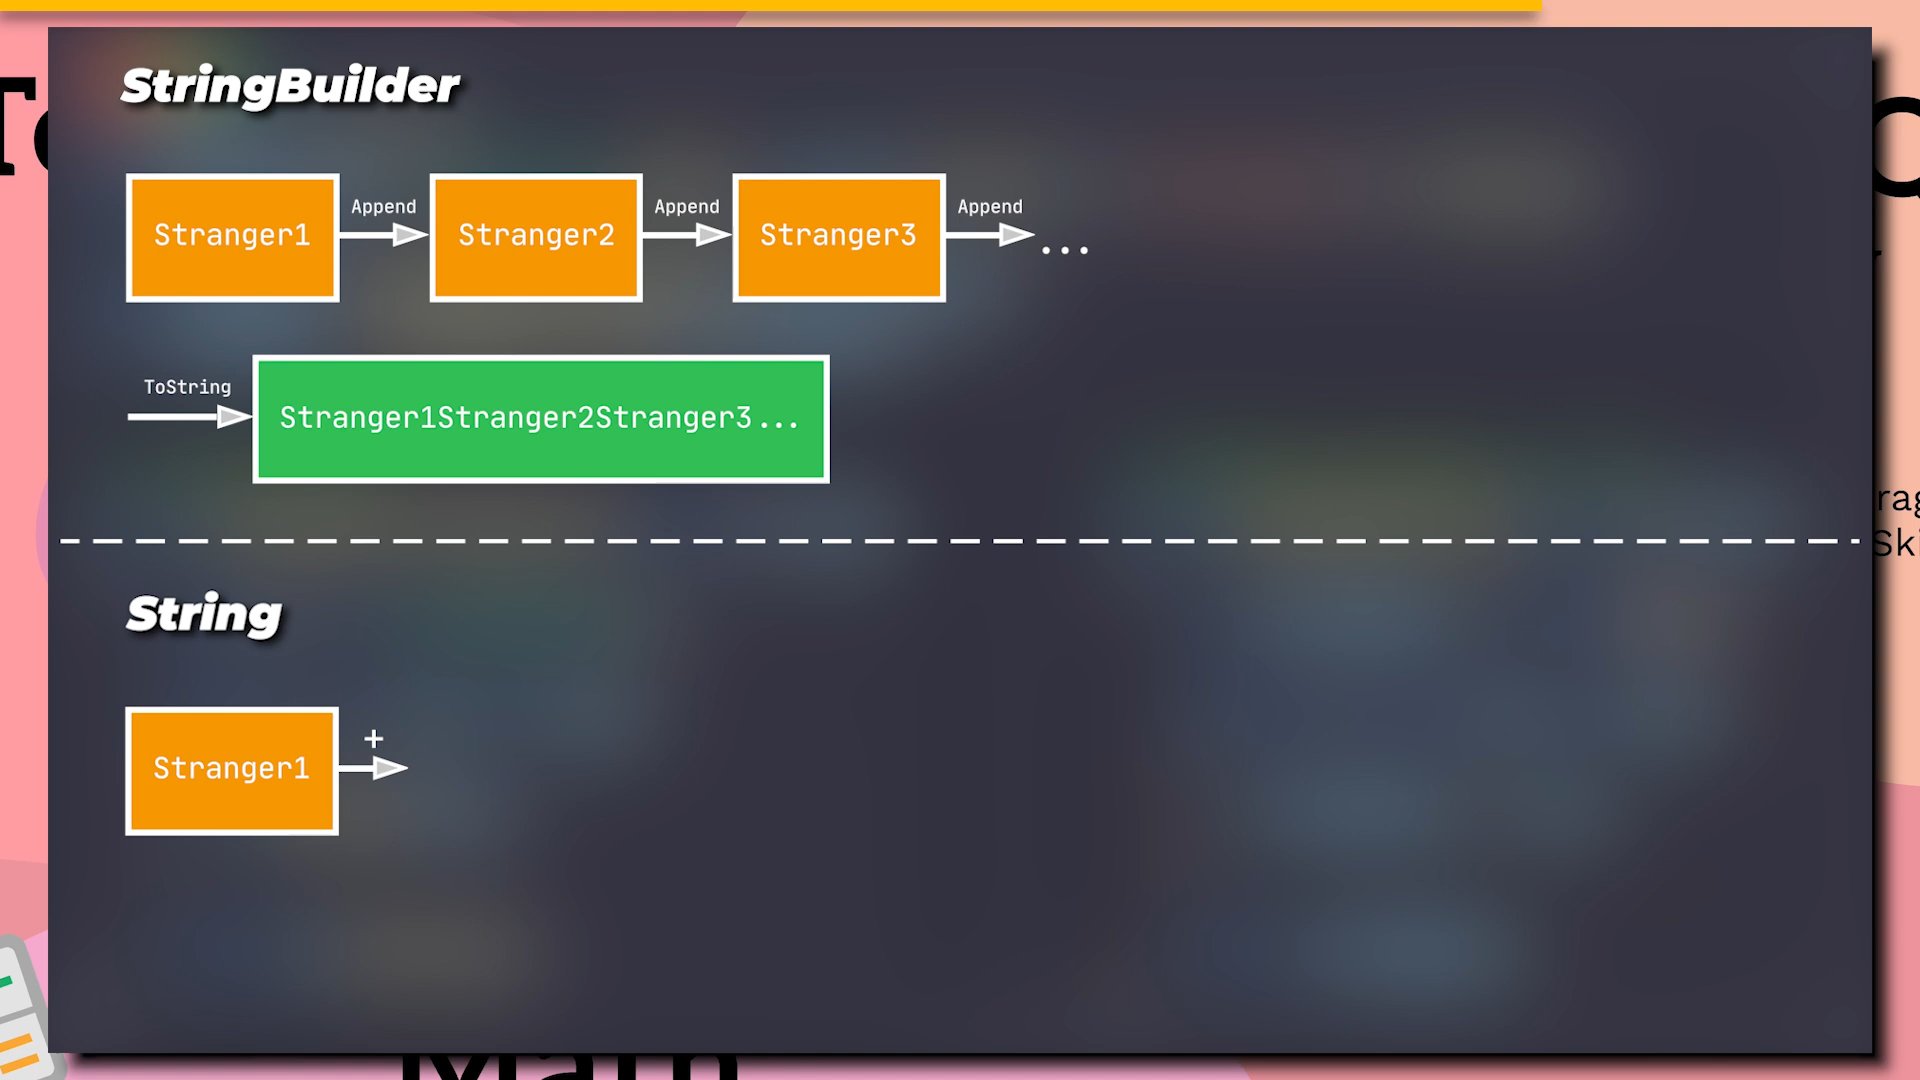 StringBuilder
Append Append Append
Stranger1 Stranger2 Stranger3 ...
ToString
Stranger1Stranger2Stranger3...
String
+
Stranger1